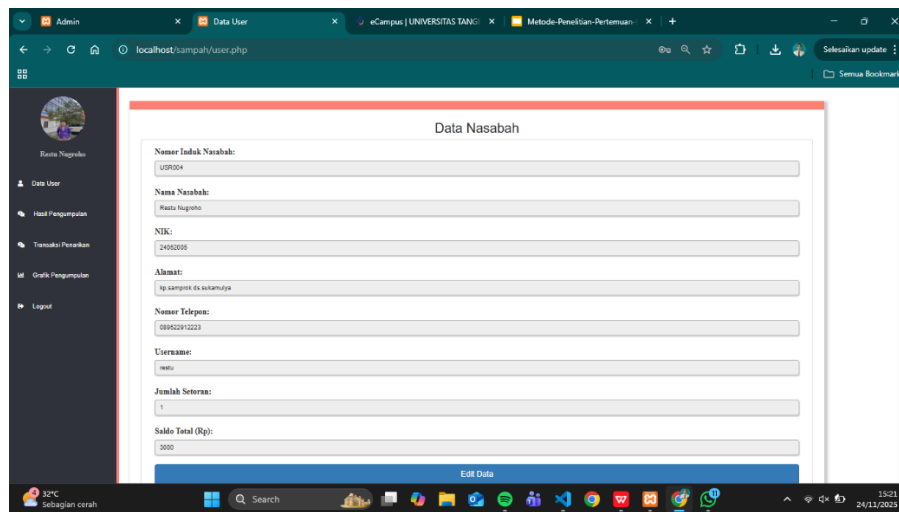 Admin
Data User
eCampus | UNIVERSITAS TANG
Metode-Penelitian-Pertemuan-
localhost/sampah/user.php
Selesaikan update
Semua Bookmark
Restu Nugroho
Data User
Hasil Pengumpulan
Transaksi Penarikan
Grafik Pengumpulan
Logout
Data Nasabah
Nomor Induk Nasabah:
USR004
Nama Nasabah:
Restu Nugroho
NIK:
24052005
Alamat:
kp.samprok ds.sukamulya
Nomor Telepon:
089522912223
Username:
restu
Jumlah Setoran:
1
Saldo Total (Rp):
3000
Edit Data
4
32°C
Sebagian cerah
Search
15:21
24/11/2025